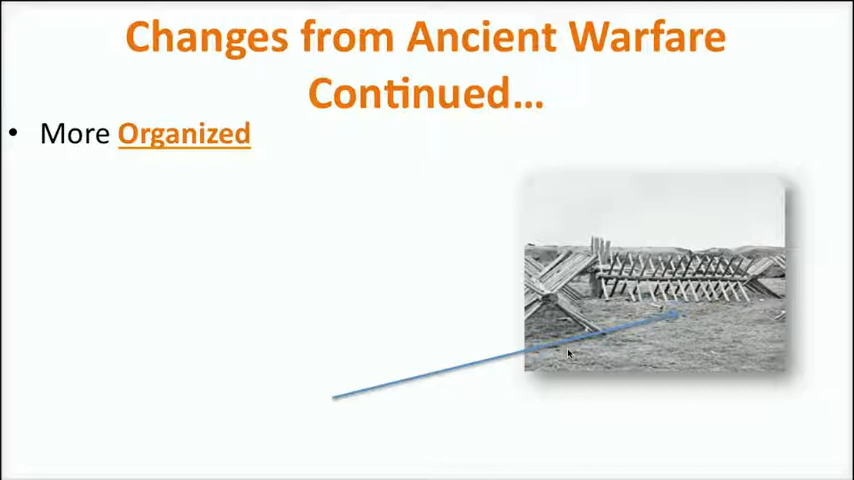 Changes from Ancient Warfare
Continued...
• More Organized